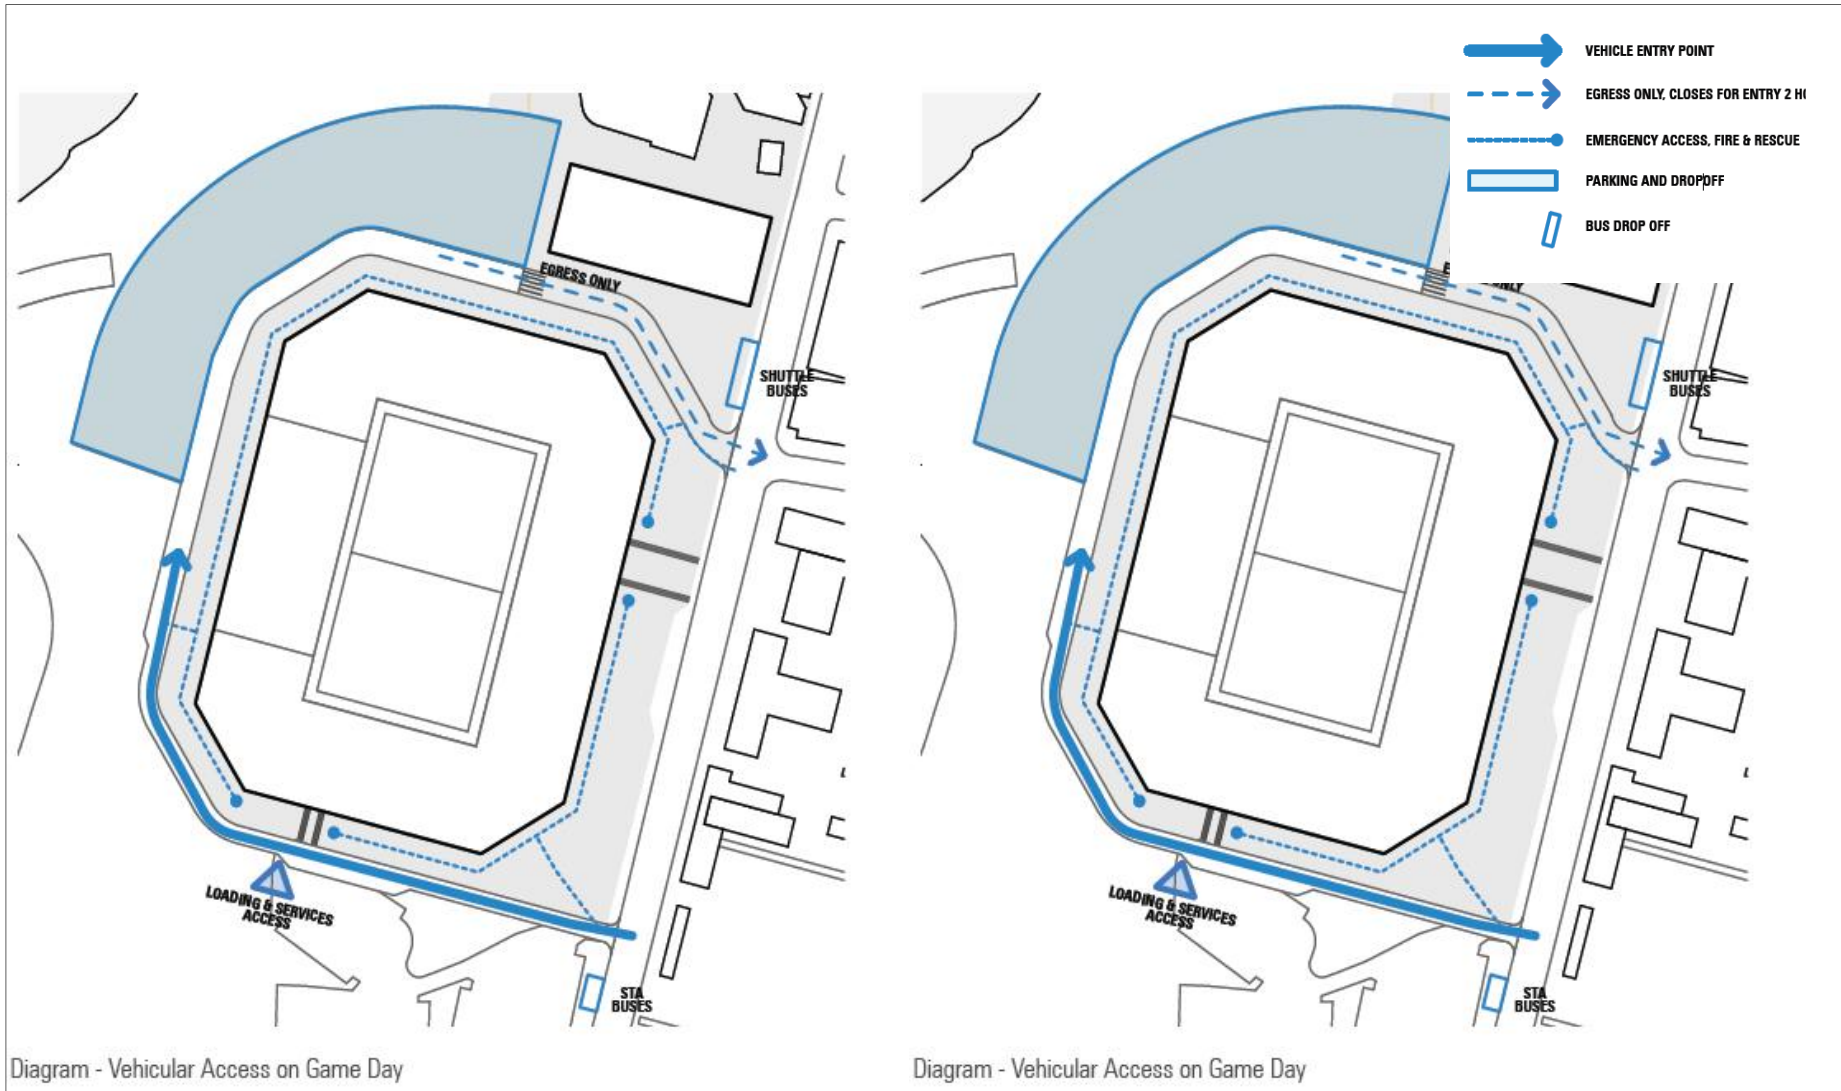 VEHICLE ENTRY POINT
EGRESS ONLY, CLOSES FOR ENTRY 2
EMERGENCY ACCESS, FIRE & RESCUE
PARKING AND DROPOFF
BUS DROP OFF
EGRESS ONLY
SHUTTLE
BUSES
LOADING & SERVICES
ACCESS
STA
BUSES
Diagram - Vehicular Access on Game Day
SHUTTLE
BUSES
LOADING & SERVICES
ACCESS
STA
BUSES
Diagram - Vehicular Access on Game Day